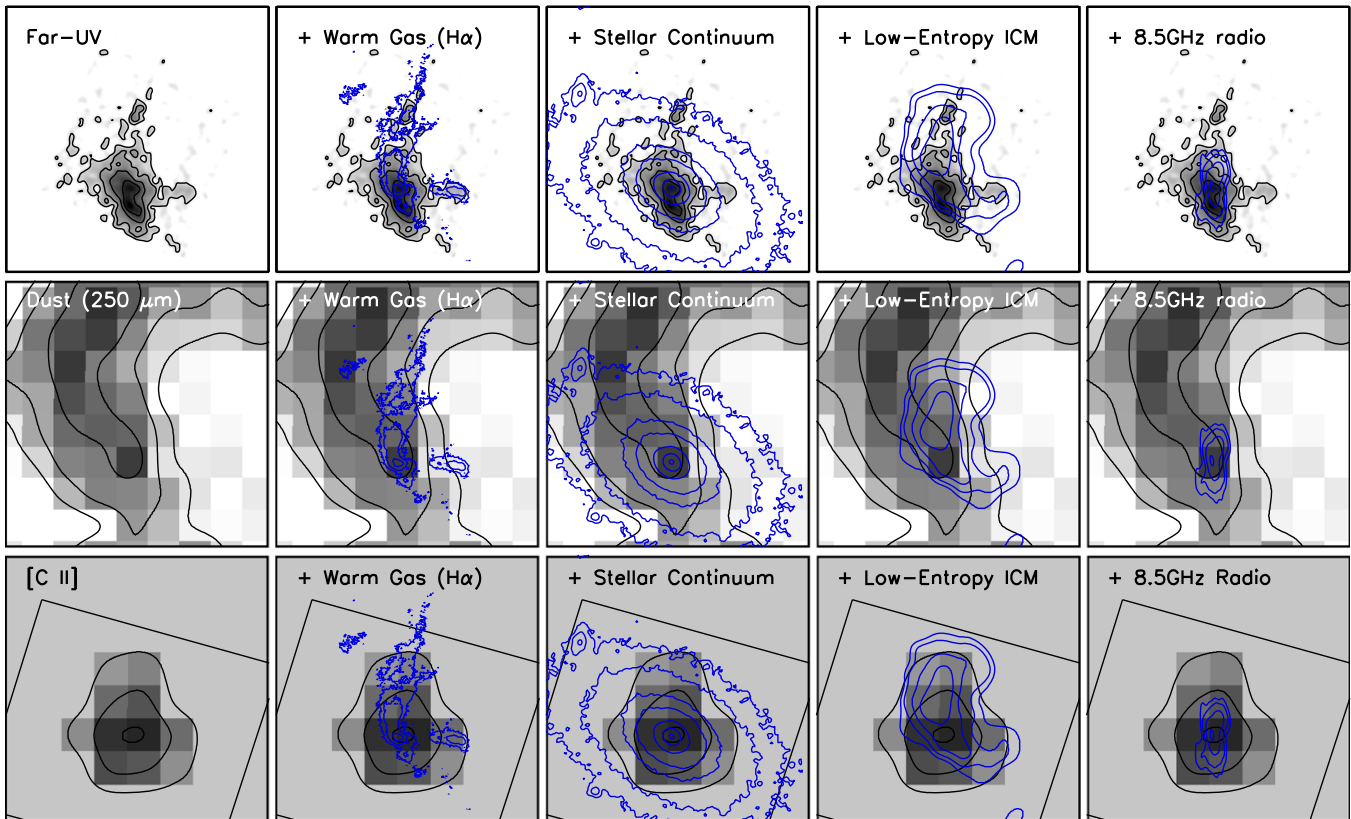 Far-UV
+ Warm Gas (Hα)
+ Stellar Continuum
+ Low-Entropy ICM
+ 8.5GHz radio
Dust (250 μm)
+ Warm Gas (Hα)
+ Stellar Continuum
+ Low-Entropy ICM
+ 8.5GHz radio
[C II]
+ Warm Gas (Hα)
+ Stellar Continuum
+ Low-Entropy ICM
+ 8.5GHz Radio